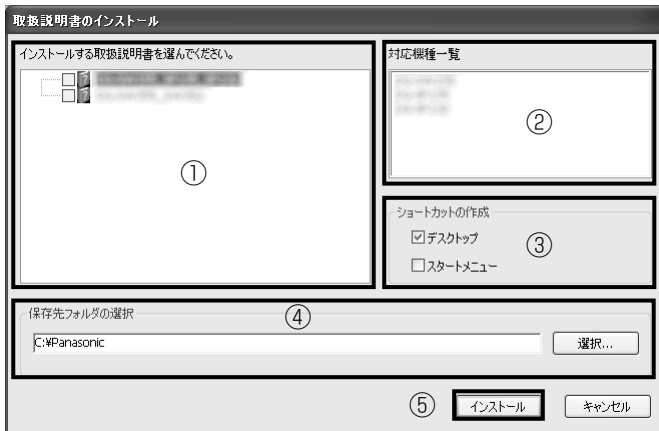 取扱説明書のインストール
インストールする取扱説明書を選んでください。
①
対応機種一覧
②
ショートカットの作成
デスクトップ
スタートメニュー
③
保存先フォルダの選択
④
C:¥Panasonic
選択...
⑤
インストール
キャンセル